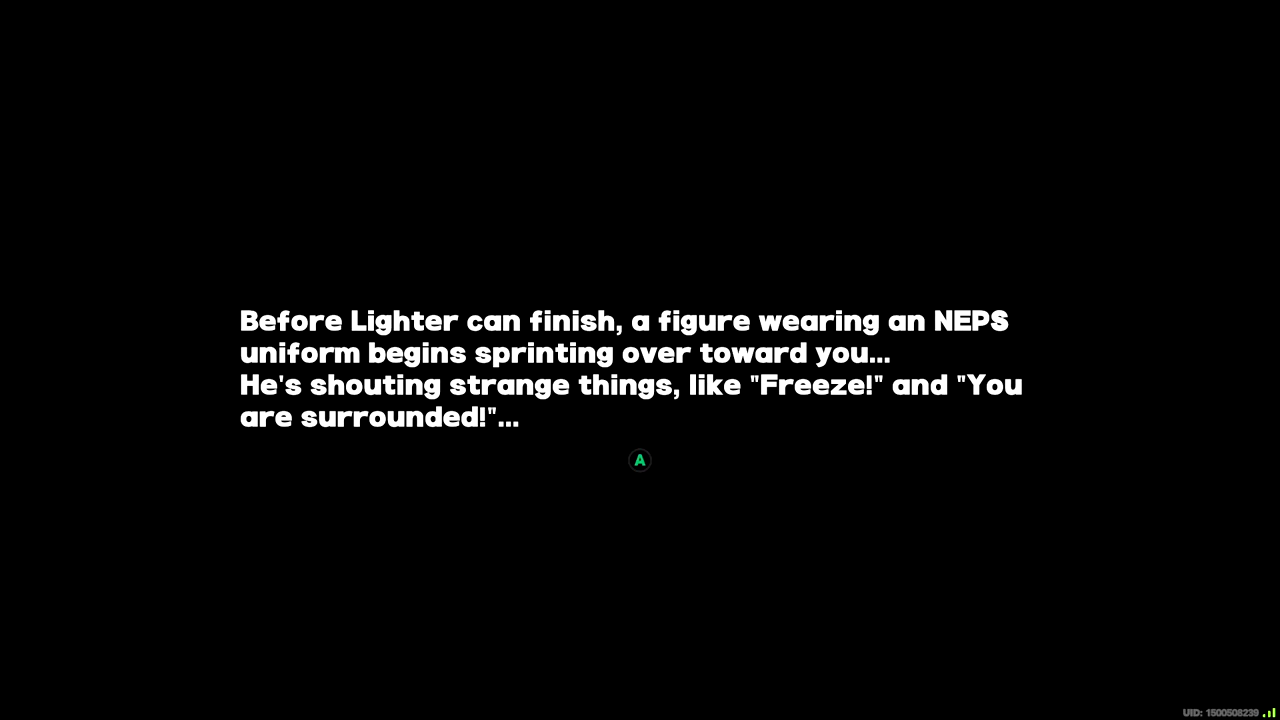 Before Lighter can finish, a figure wearing an NEPS
uniform begins sprinting over toward you...
He's shouting strange things, like "Freeze!" and "You
are surrounded!"...
A
UID: 1500508239